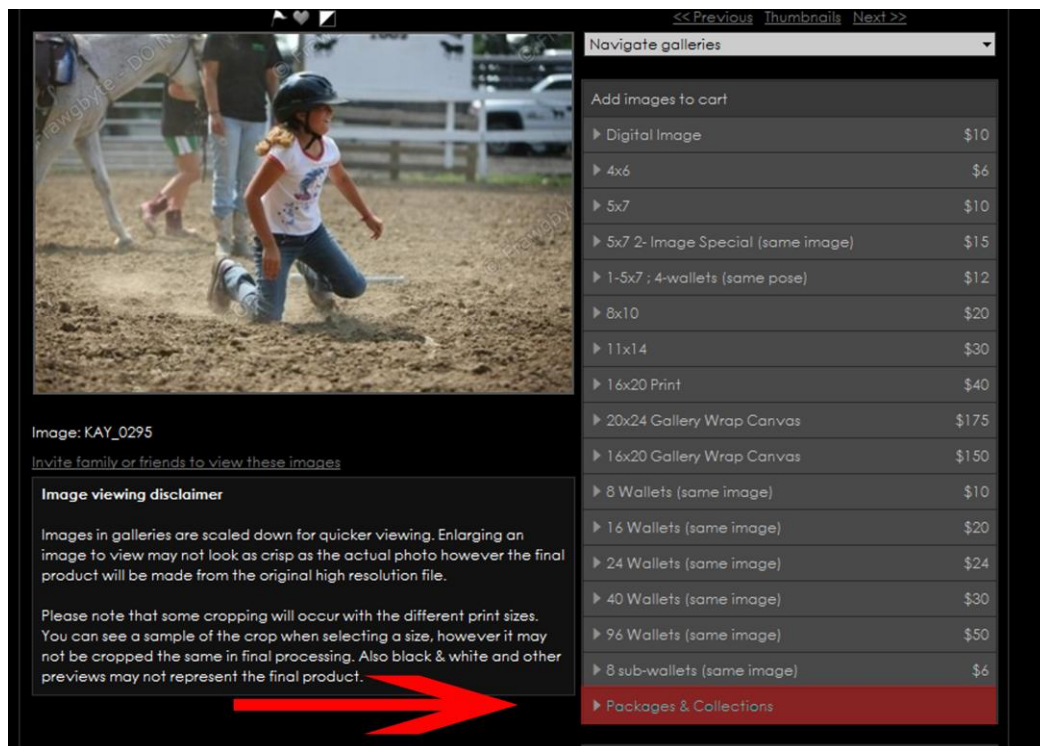 << Previous Thumbnails Next >>
Navigate galleries
Add images to cart
Digital Image $10
4x6 $6
5x7 $10
5x7 2- Image Special (same image) $15
1-5x7 ; 4-wallets (same pose) $12
8x10 $20
11x14 $30
16x20 Print $40
20x24 Gallery Wrap Canvas $175
16x20 Gallery Wrap Canvas $150
8 Wallets (same image) $10
16 Wallets (same image) $20
24 Wallets (same image) $24
40 Wallets (same image) $30
96 Wallets (same image) $50
8 sub-wallets (same image) $6
Packages & Collections
Image: KAY_0295
Invite family or friends to view these images
Image viewing disclaimer
Images in galleries are scaled down for quicker viewing. Enlarging an
image to view may not look as crisp as the actual photo however the final
product will be made from the original high resolution file.
Please note that some cropping will occur with the different print sizes.
You can see a sample of the crop when selecting a size, however it may
not be cropped the same in final processing. Also black & white and other
previews may not represent the final product.